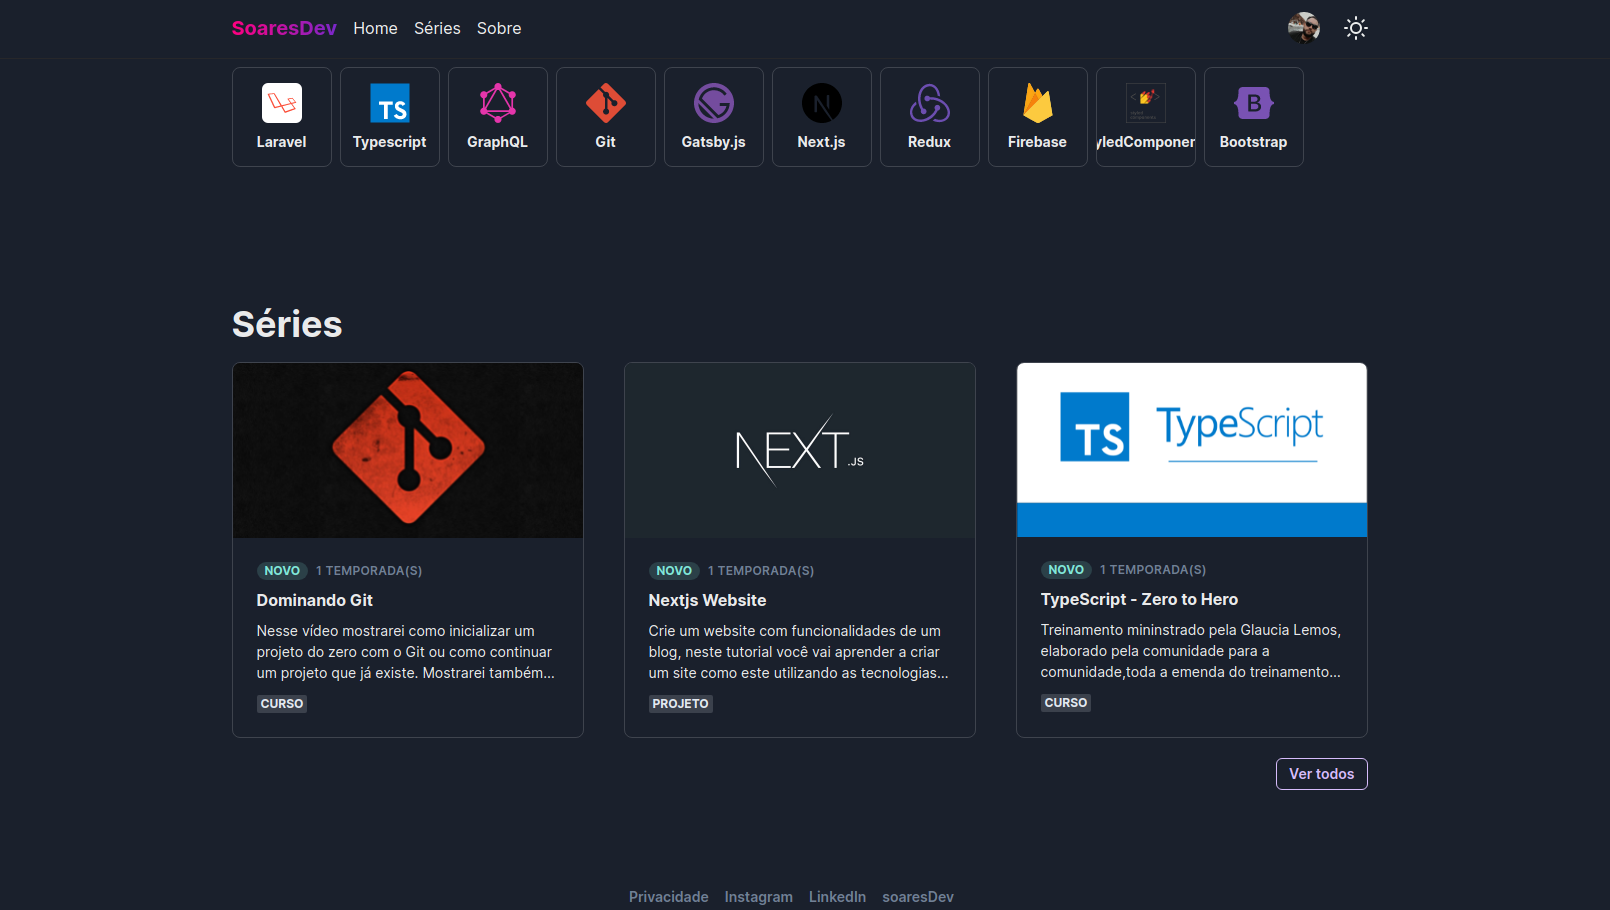 SoaresDev Home Séries Sobre
Laravel
TS
Typescript
GraphQL
Git
Gatsby.js
N
Next.js
Redux
Firebase
yledComponen
B
Bootstrap
Séries
NEXT.JS
TS TypeScript
NOVO 1 TEMPORADA(S)
Dominando Git
Nesse vídeo mostrarei como inicializar um
projeto do zero com o Git ou como continuar
um projeto que já existe. Mostrarei também...
CURSO
NOVO 1 TEMPORADA(S)
Nextjs Website
Crie um website com funcionalidades de um
blog, neste tutorial você vai aprender a criar
um site como este utilizando as tecnologias...
PROJETO
NOVO 1 TEMPORADA(S)
TypeScript - Zero to Hero
Treinamento mininstrado pela Glaucia Lemos,
elaborado pela comunidade para a
comunidade,toda a emenda do treinamento...
CURSO
Ver todos
Privacidade Instagram LinkedIn soaresDev